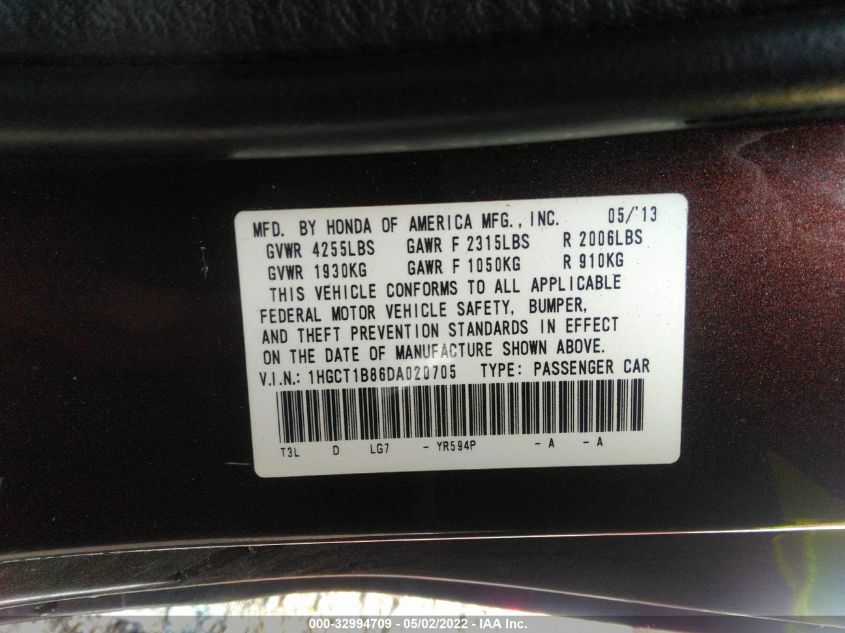 MFD. BY HONDA OF AMERICA MFG., INC. 05/'13
GVWR 4255LBS GAWR F 2315LBS R 2006LBS
GVWR 1930KG GAWR F 1050KG R 910KG
THIS VEHICLE CONFORMS TO ALL APPLICABLE
FEDERAL MOTOR VEHICLE SAFETY, BUMPER,
AND THEFT PREVENTION STANDARDS IN EFFECT
ON THE DATE OF MANUFACTURE SHOWN ABOVE.
V.I.N.: 1HGCT1B86DA020705 TYPE: PASSENGER CAR
T3L D LG7 - YR594P - A - A
000-32994709 - 05/02/2022 - IAA Inc.